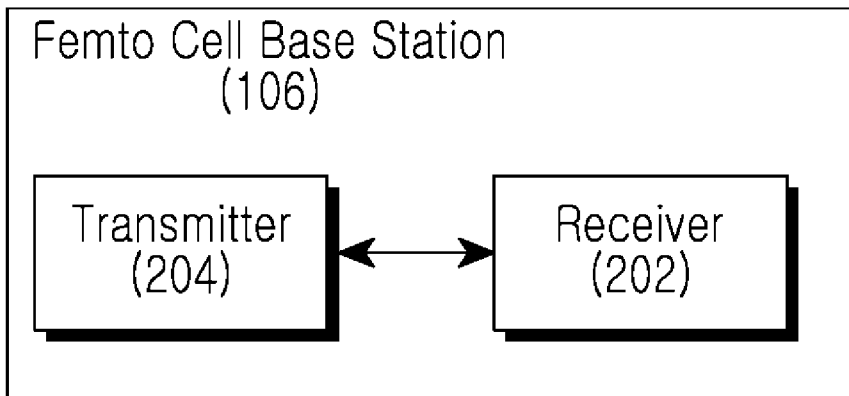 Femto Cell Base Station
(106)
Transmitter
(204)
Receiver
(202)